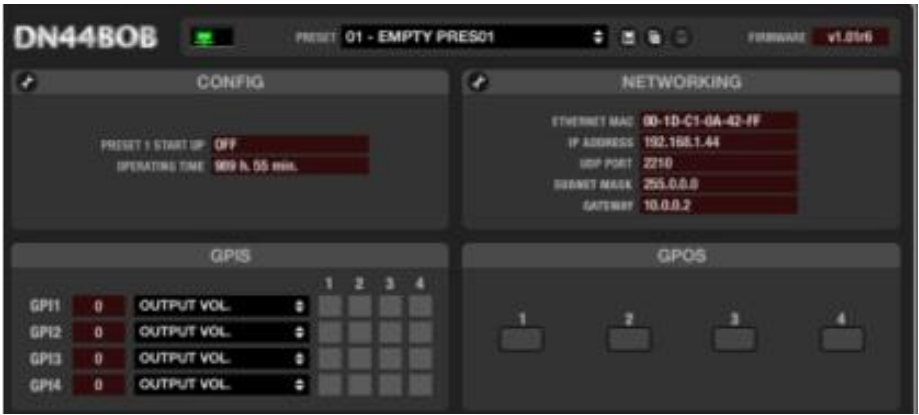 DN44BOB PRESET 01 - EMPTY PRES01 FIRMWARE v1.01r6
CONFIG
PRESET 1 START UP OFF
OPERATING TIME 989 h. 55 min.
NETWORKING
ETHERNET MAC 00-1D-C1-0A-42-FF
IP ADDRESS 192.168.1.44
UDP PORT 2210
SUBNET MASK 255.0.0.0
GATEWAY 10.0.0.2
GPIS
1 2 3 4
GPI1 0 OUTPUT VOL.
GPI2 0 OUTPUT VOL.
GPI3 0 OUTPUT VOL.
GPI4 0 OUTPUT VOL.
GPOS
1 2 3 4